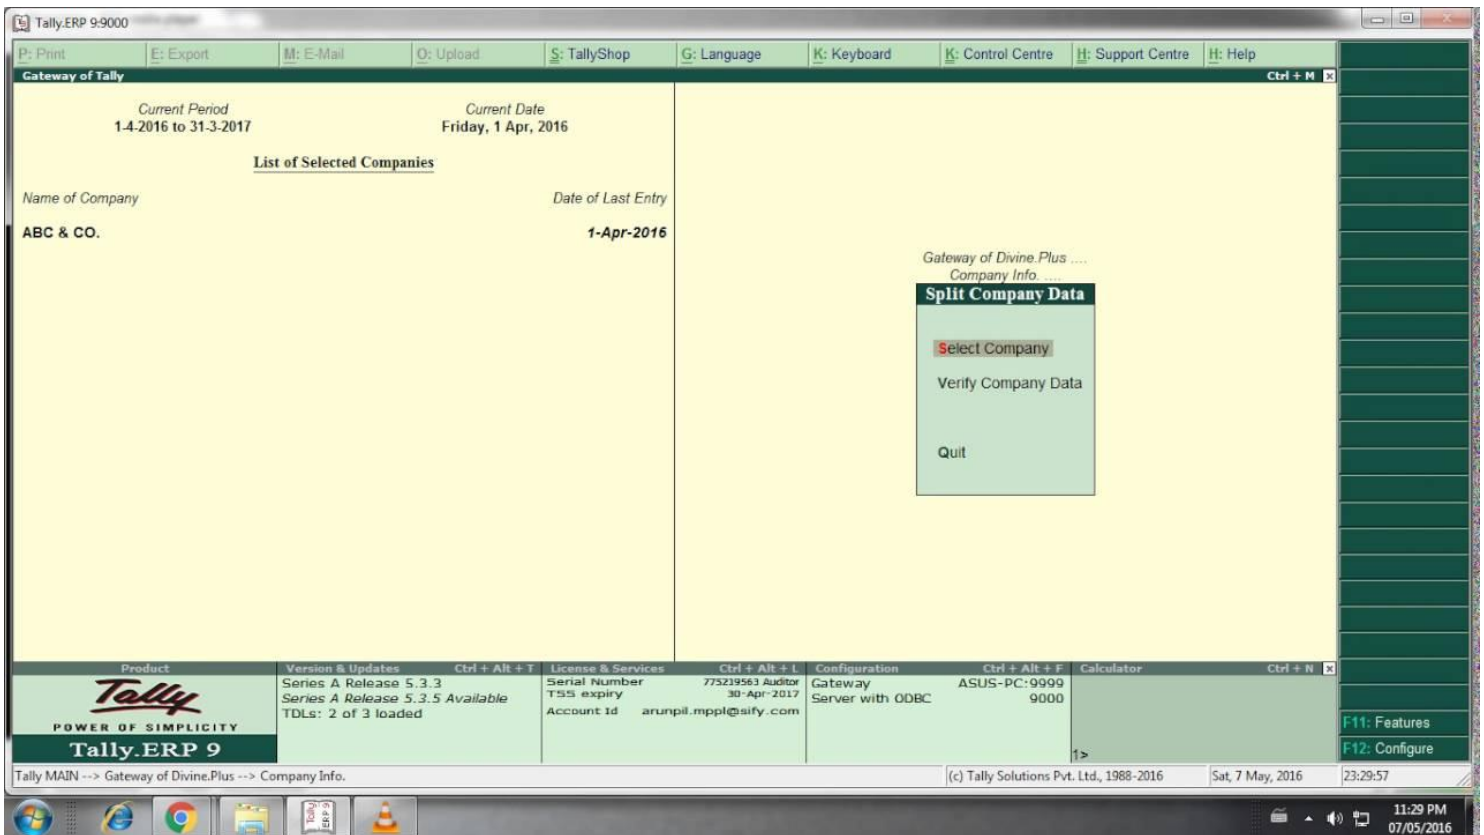 Tally.ERP 9:9000
P: Print E: Export M: E-Mail O: Upload S: TallyShop G: Language K: Keyboard K: Control Centre H: Support Centre H: Help
Gateway of Tally Ctrl + M
Current Period Current Date
1-4-2016 to 31-3-2017 Friday, 1 Apr, 2016
List of Selected Companies
Name of Company Date of Last Entry
ABC & CO. 1-Apr-2016
Gateway of Divine.Plus ....
Company Info. ....
Split Company Data
Select Company
Verify Company Data
Quit
Product Version & Updates Ctrl + Alt + T License & Services Ctrl + Alt + L Configuration Ctrl + Alt + F Calculator Ctrl + N
Tally
POWER OF SIMPLICITY
Tally.ERP 9
Series A Release 5.3.3
Series A Release 5.3.5 Available
TDLs: 2 of 3 loaded
Serial Number 775219563 Auditor
TSS expiry 30-Apr-2017
Account Id arunpil.mppl@sify.com
Gateway ASUS-PC:9999
Server with ODBC 9000
1>
F11: Features
F12: Configure
Tally MAIN --> Gateway of Divine.Plus --> Company Info. (c) Tally Solutions Pvt. Ltd., 1988-2016 Sat, 7 May, 2016 23:29:57
Tally ERP 9
11:29 PM
07/05/2016